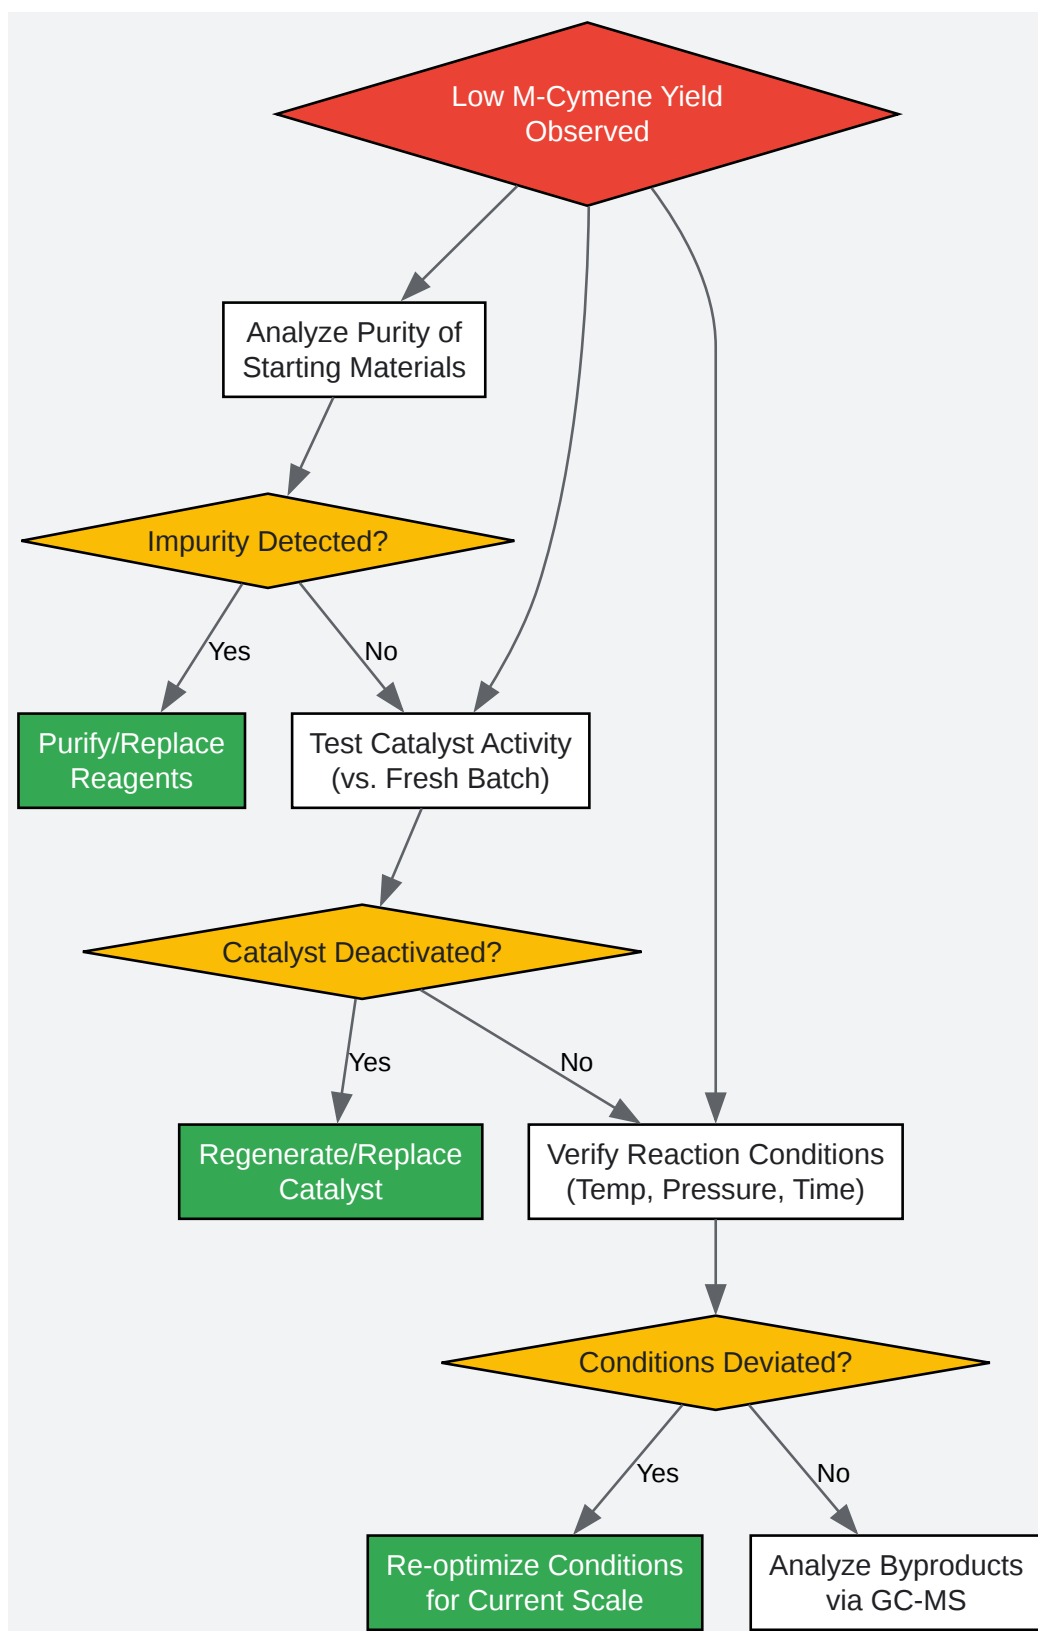 Low M-Cymene Yield
Observed
Analyze Purity of
Starting Materials
Impurity Detected?
Yes
No
Purify/Replace
Reagents
Test Catalyst Activity
(vs. Fresh Batch)
Catalyst Deactivated?
Yes
No
Regenerate/Replace
Catalyst
Verify Reaction Conditions
(Temp, Pressure, Time)
Conditions Deviated?
Yes
No
Re-optimize Conditions
for Current Scale
Analyze Byproducts
via GC-MS